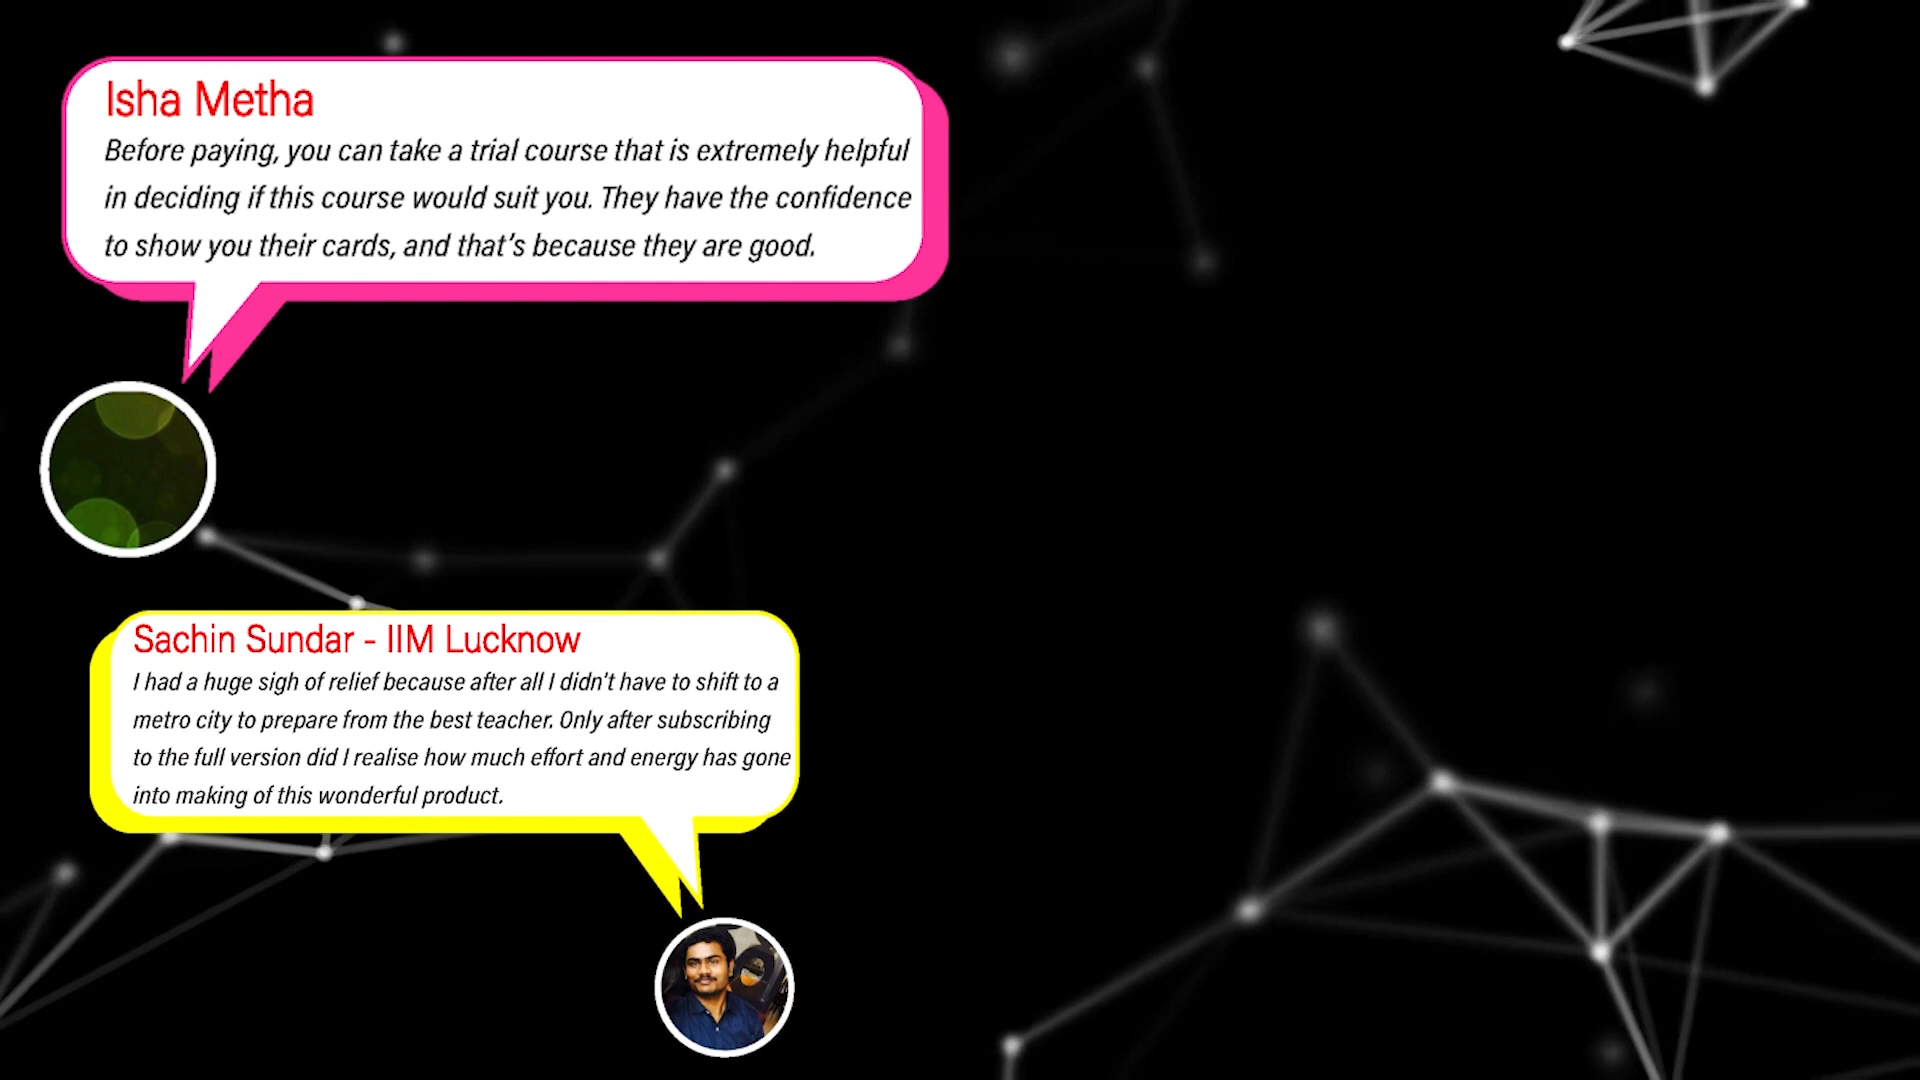 Isha Metha
Before paying, you can take a trial course that is extremely helpful
in deciding if this course would suit you. They have the confidence
to show you their cards, and that's because they are good.
Sachin Sundar - IIM Lucknow
I had a huge sigh of relief because after all I didn't have to shift to a
metro city to prepare from the best teacher. Only after subscribing
to the full version did I realise how much effort and energy has gone
into making of this wonderful product.